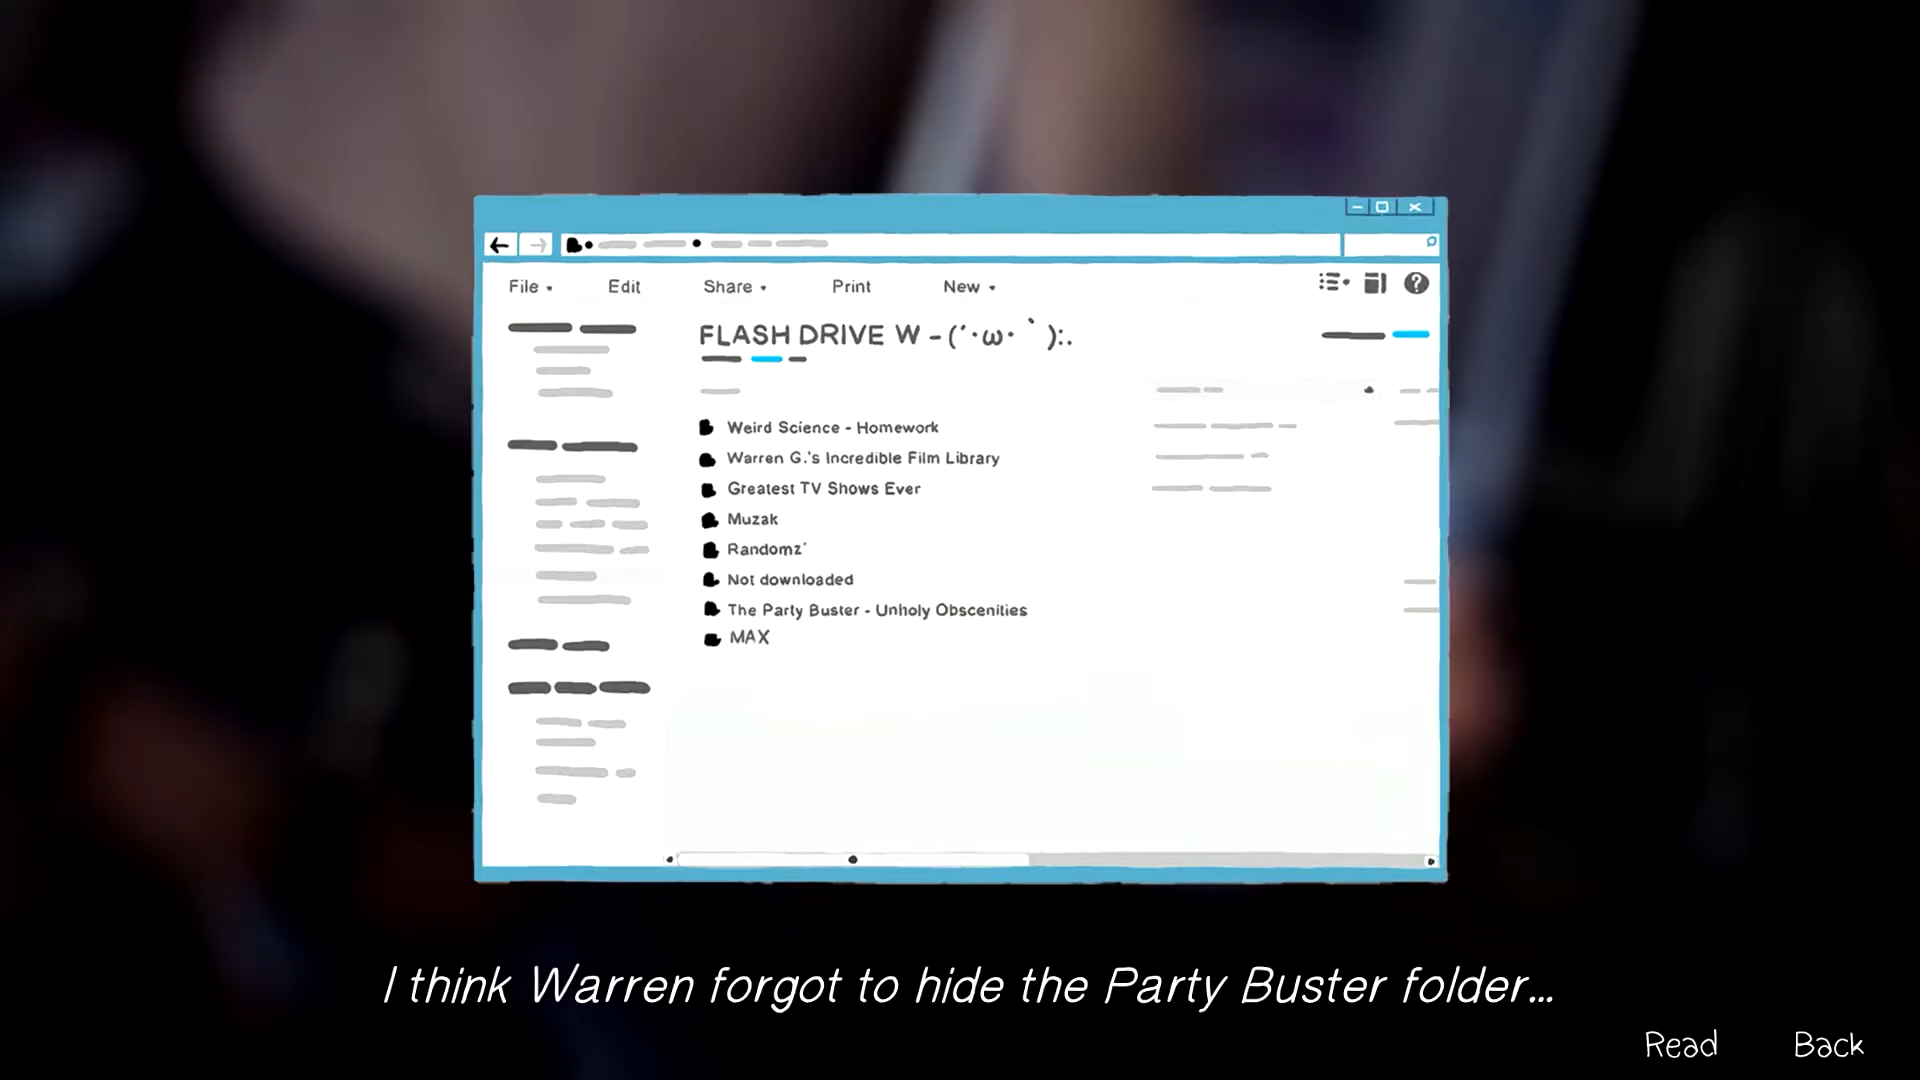 File
Edit
Share
Print
New
FLASH DRIVE W - (´･ω･ ` ):.
Weird Science - Homework
Warren G.'s Incredible Film Library
Greatest TV Shows Ever
Muzak
Randomz'
Not downloaded
The Party Buster - Unholy Obscenities
MAX
I think Warren forgot to hide the Party Buster folder...
Read
Back